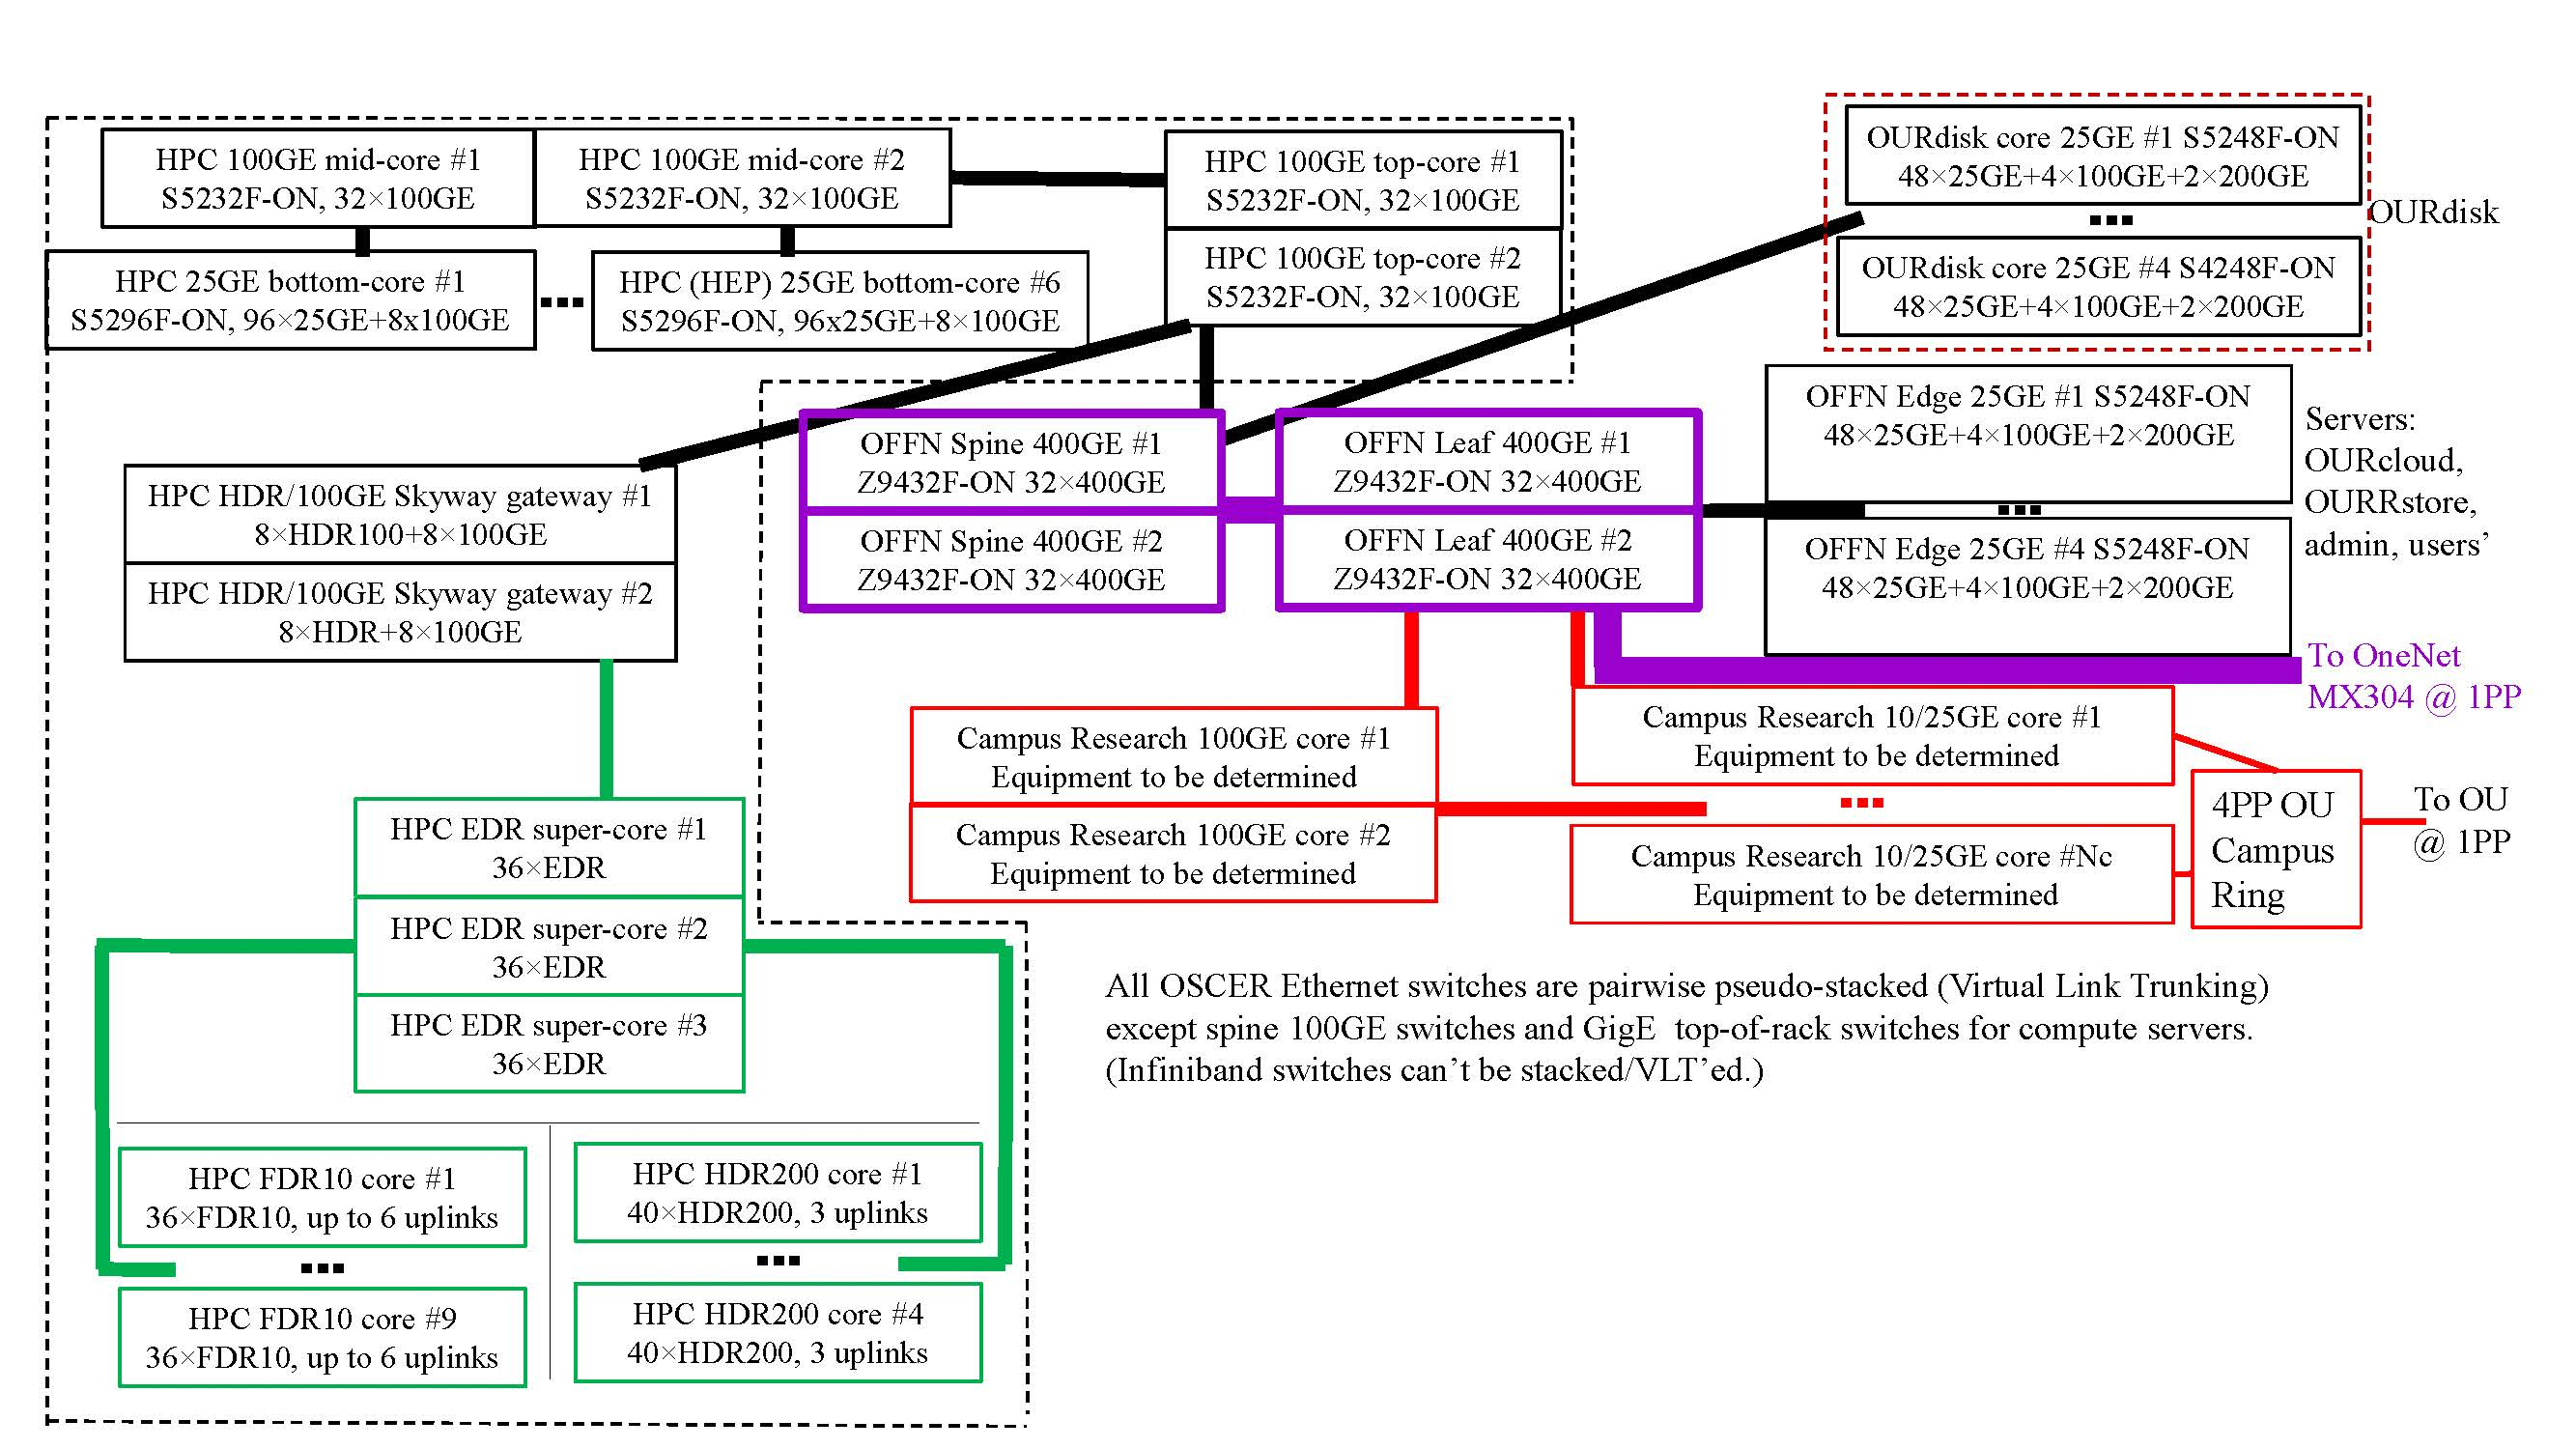 HPC 100GE mid-core #1
S5232F-ON, 32×100GE
HPC 100GE mid-core #2
S5232F-ON, 32×100GE
HPC 100GE top-core #1
S5232F-ON, 32×100GE
HPC 100GE top-core #2
S5232F-ON, 32×100GE
OURdisk core 25GE #1 S5248F-ON
48×25GE+4×100GE+2×200GE
OURdisk
OURdisk core 25GE #4 S4248F-ON
48×25GE+4×100GE+2×200GE
HPC 25GE bottom-core #1
S5296F-ON, 96×25GE+8x100GE
HPC (HEP) 25GE bottom-core #6
S5296F-ON, 96x25GE+8×100GE
OFFN Spine 400GE #1
Z9432F-ON 32×400GE
OFFN Spine 400GE #2
Z9432F-ON 32×400GE
OFFN Leaf 400GE #1
Z9432F-ON 32×400GE
OFFN Leaf 400GE #2
Z9432F-ON 32×400GE
OFFN Edge 25GE #1 S5248F-ON
48×25GE+4×100GE+2×200GE
OFFN Edge 25GE #4 S5248F-ON
48×25GE+4×100GE+2×200GE
Servers:
OURcloud,
OURRstore,
admin, users’
HPC HDR/100GE Skyway gateway #1
8×HDR100+8×100GE
HPC HDR/100GE Skyway gateway #2
8×HDR+8×100GE
To OneNet
MX304 @ 1PP
Campus Research 100GE core #1
Equipment to be determined
Campus Research 100GE core #2
Equipment to be determined
Campus Research 10/25GE core #1
Equipment to be determined
Campus Research 10/25GE core #Nc
Equipment to be determined
4PP OU
Campus
Ring
To OU
@ 1PP
HPC EDR super-core #1
36×EDR
HPC EDR super-core #2
36×EDR
HPC EDR super-core #3
36×EDR
All OSCER Ethernet switches are pairwise pseudo-stacked (Virtual Link Trunking)
except spine 100GE switches and GigE top-of-rack switches for compute servers.
(Infiniband switches can’t be stacked/VLT’ed.)
HPC FDR10 core #1
36×FDR10, up to 6 uplinks
HPC FDR10 core #9
36×FDR10, up to 6 uplinks
HPC HDR200 core #1
40×HDR200, 3 uplinks
HPC HDR200 core #4
40×HDR200, 3 uplinks